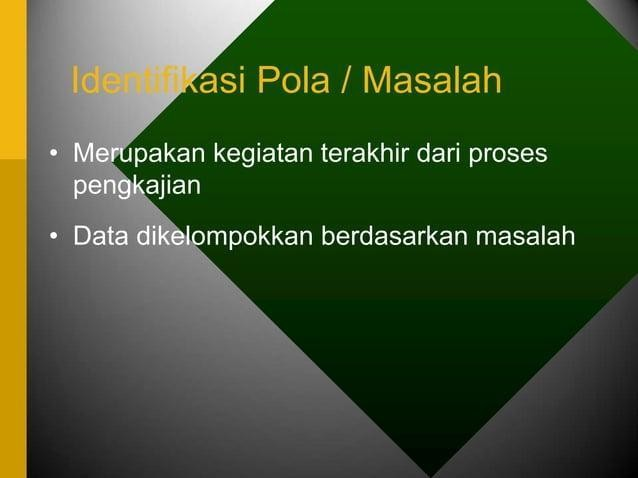 Identifikasi Pola / Masalah
• Merupakan kegiatan terakhir dari proses
pengkajian
• Data dikelompokkan berdasarkan masalah